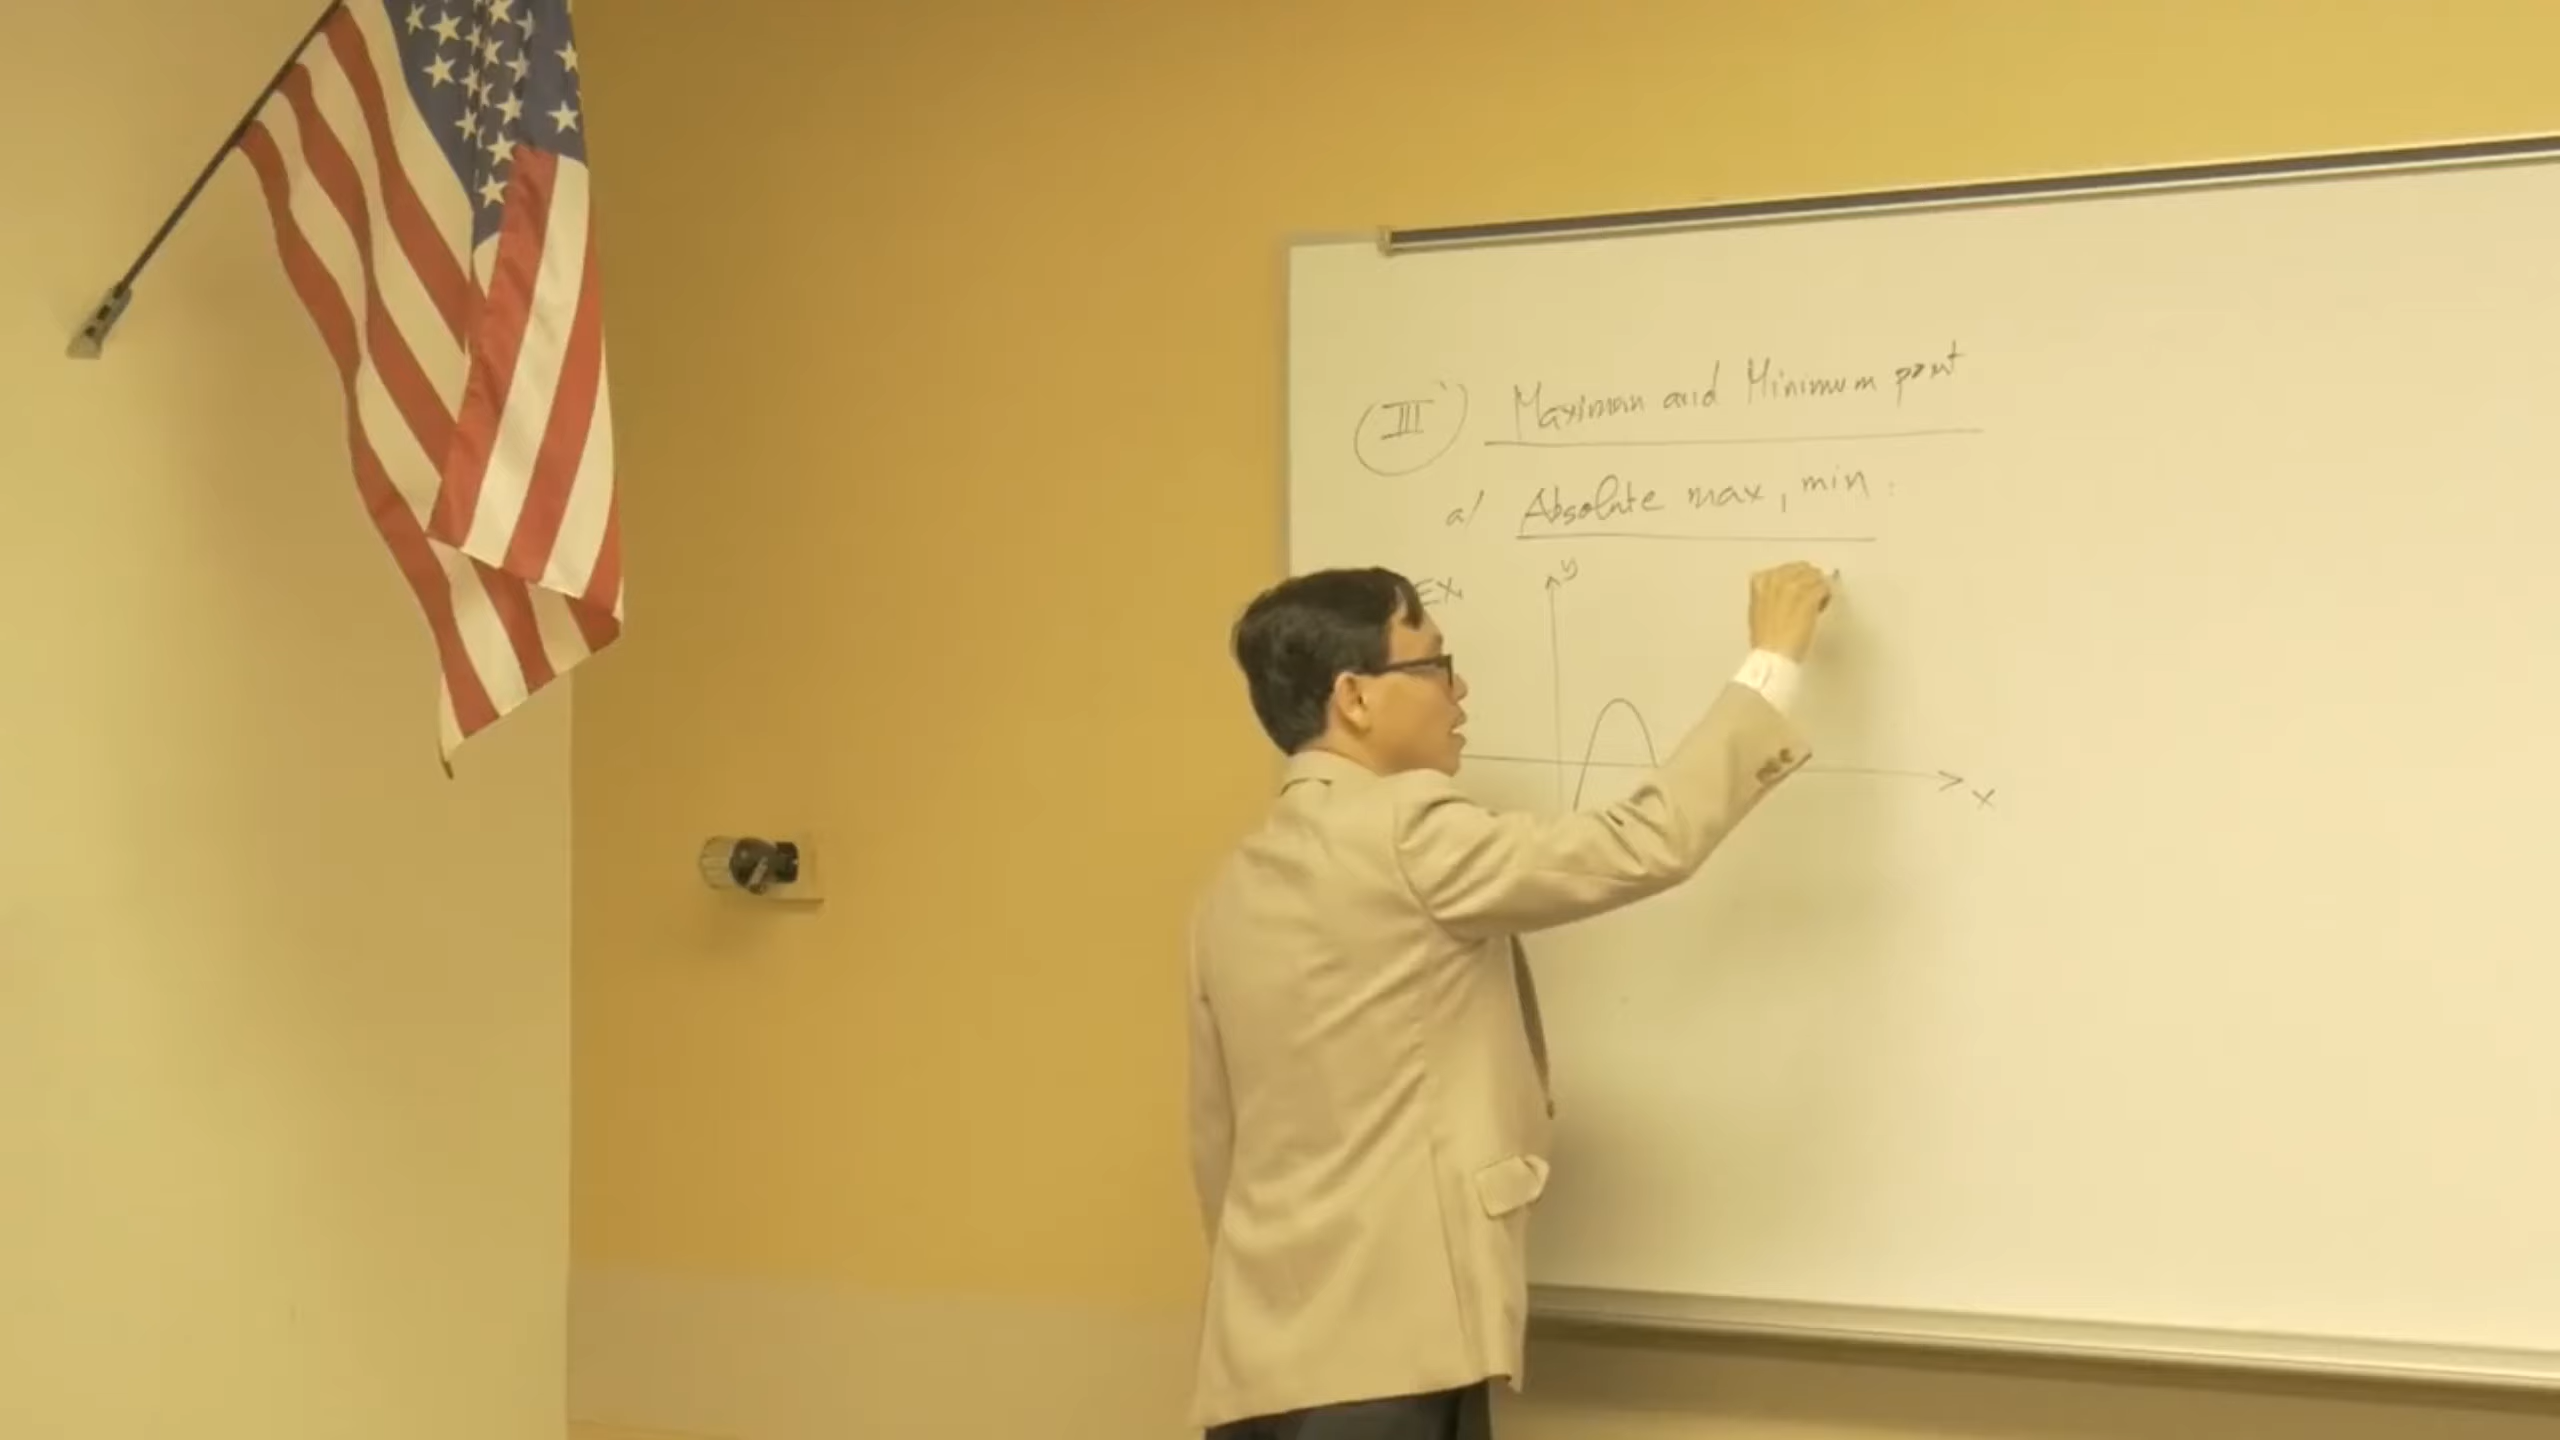 III) Maximum and Minimum point
a/ Absolute max, min :
EX.
y
x